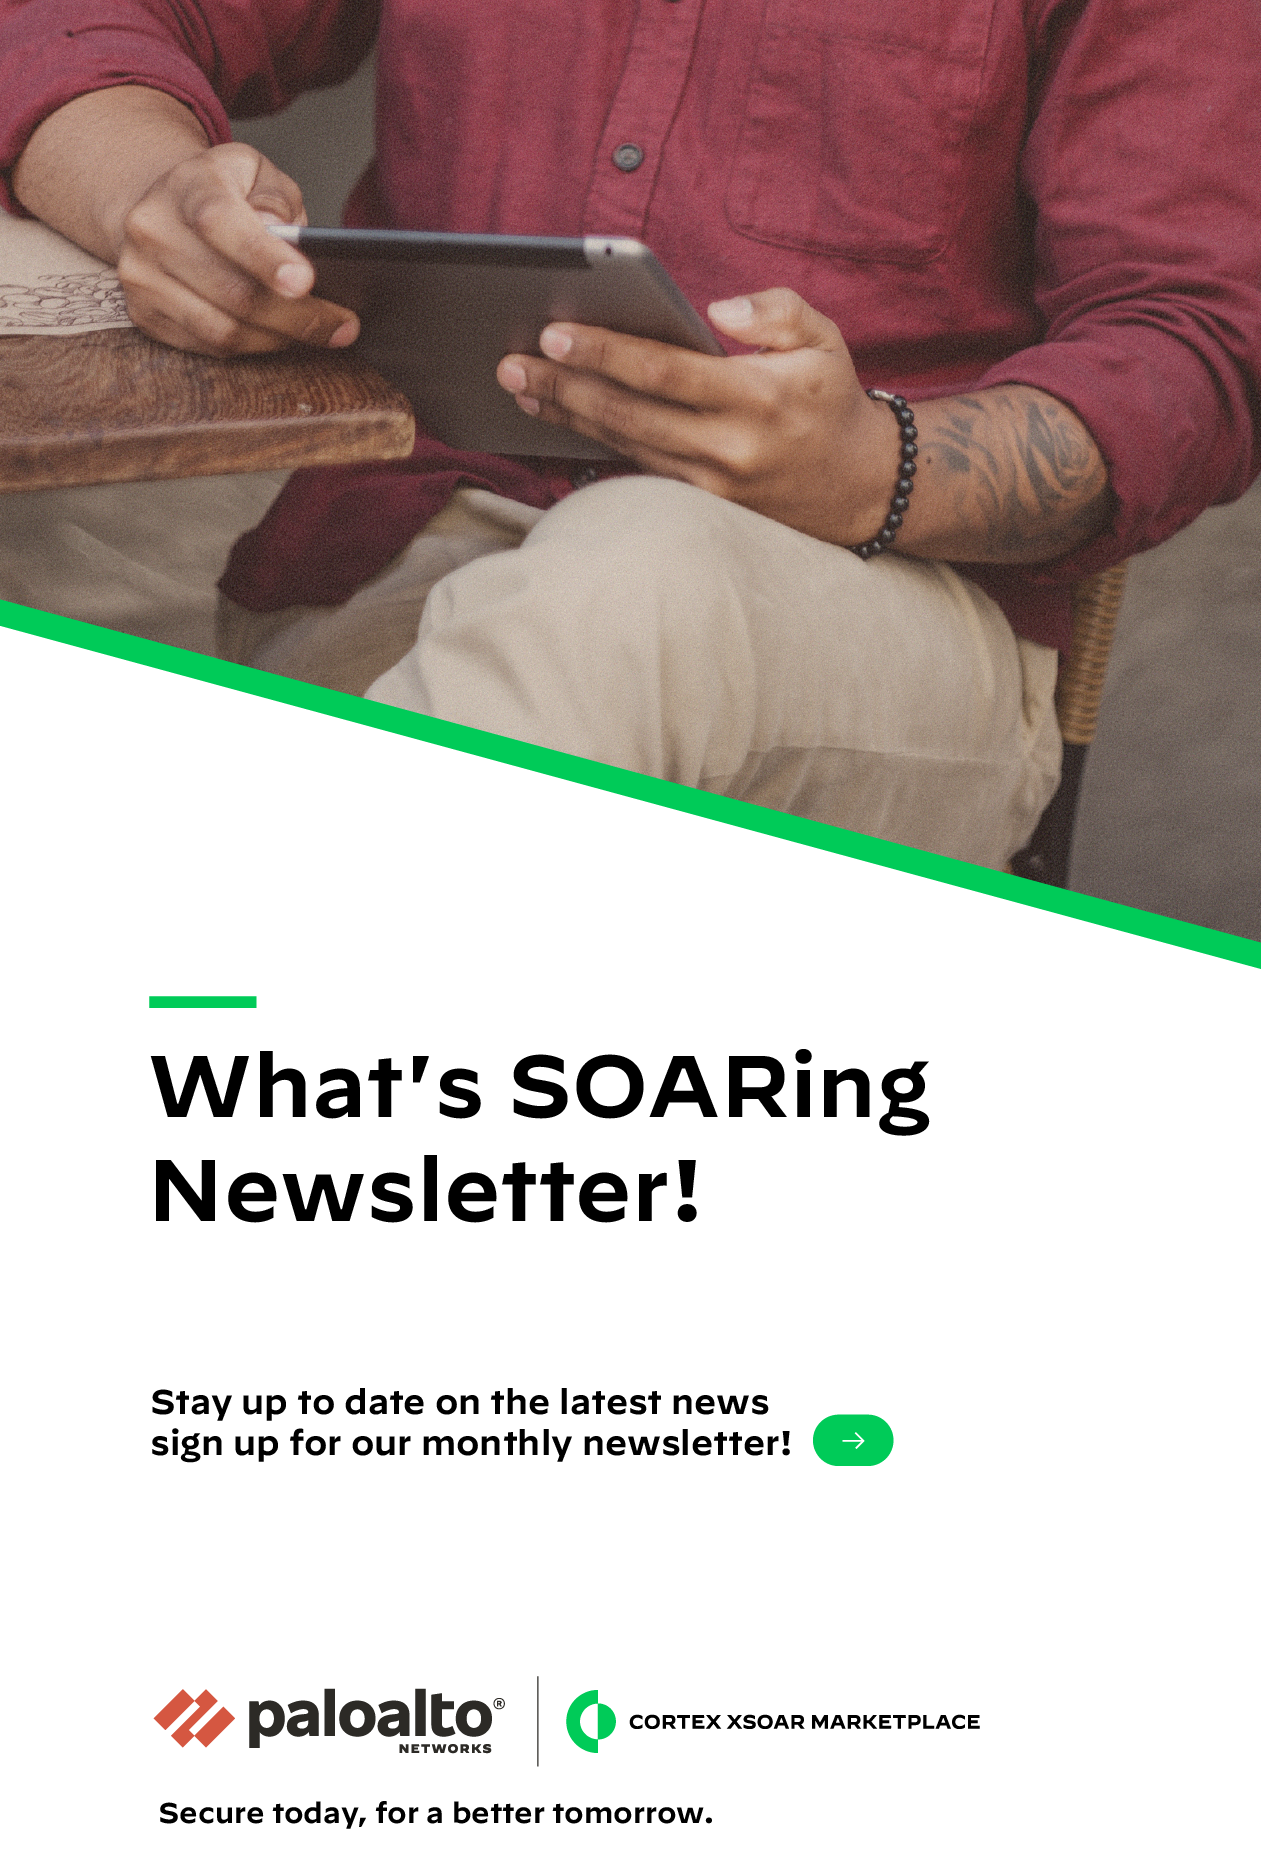 What's SOARing
Newsletter!
Stay up to date on the latest news
sign up for our monthly newsletter!
paloalto®
NETWORKS
CORTEX XSOAR MARKETPLACE
Secure today, for a better tomorrow.